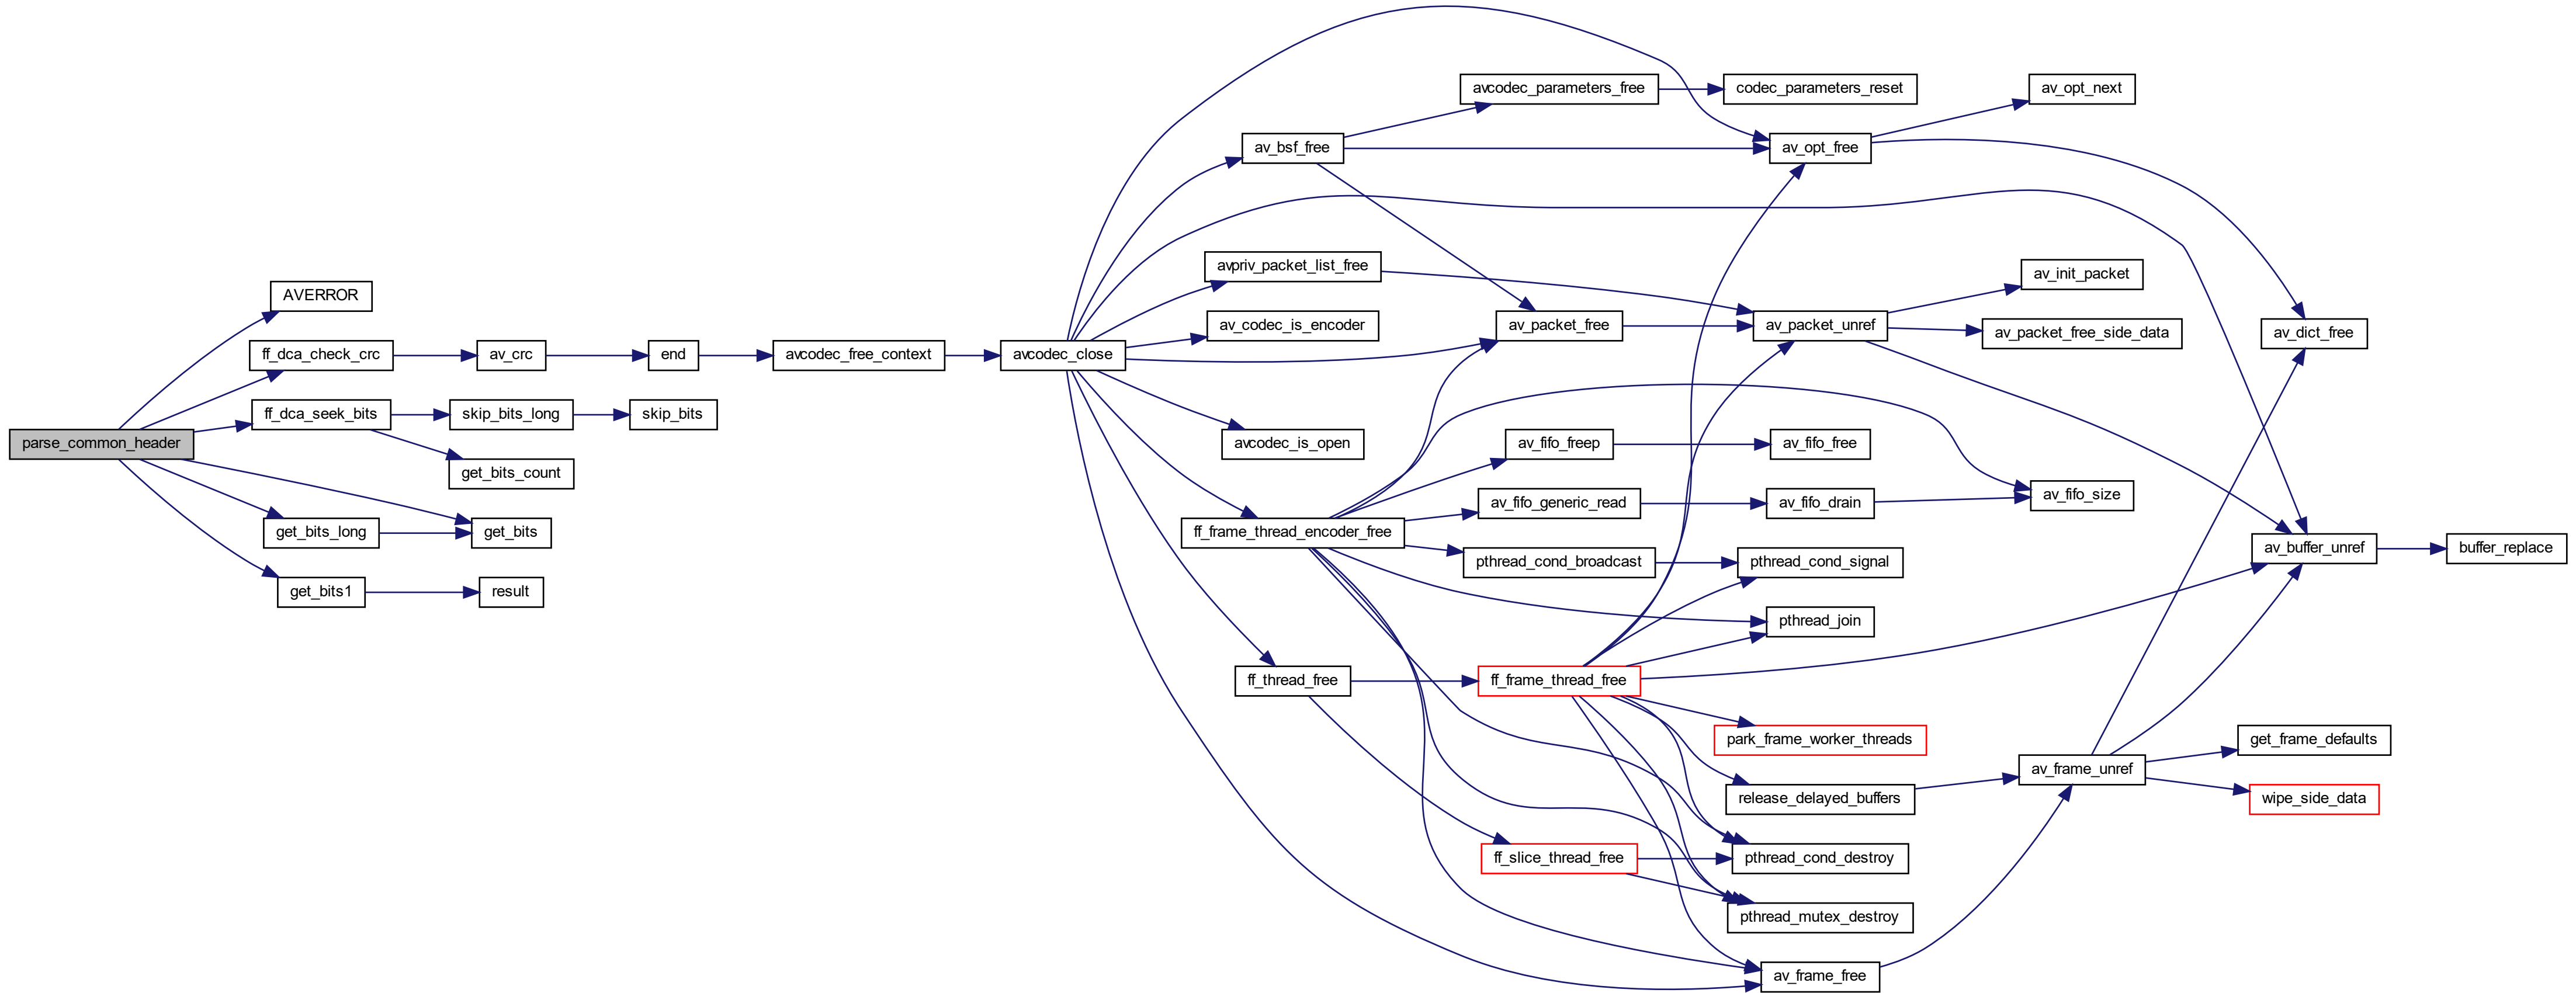 parse_common_header
AVERROR
ff_dca_check_crc
ff_dca_seek_bits
get_bits_long
get_bits1
av_crc
skip_bits_long
get_bits_count
get_bits
result
end
skip_bits
avcodec_free_context
avcodec_close
av_bsf_free
avpriv_packet_list_free
av_codec_is_encoder
avcodec_is_open
ff_frame_thread_encoder_free
ff_thread_free
avcodec_parameters_free
av_packet_free
av_fifo_freep
av_fifo_generic_read
pthread_cond_broadcast
ff_frame_thread_free
ff_slice_thread_free
codec_parameters_reset
av_opt_free
av_packet_unref
av_fifo_free
av_fifo_drain
pthread_cond_signal
pthread_join
park_frame_worker_threads
release_delayed_buffers
pthread_cond_destroy
pthread_mutex_destroy
av_frame_free
av_opt_next
av_init_packet
av_packet_free_side_data
av_fifo_size
av_frame_unref
av_dict_free
av_buffer_unref
get_frame_defaults
wipe_side_data
buffer_replace